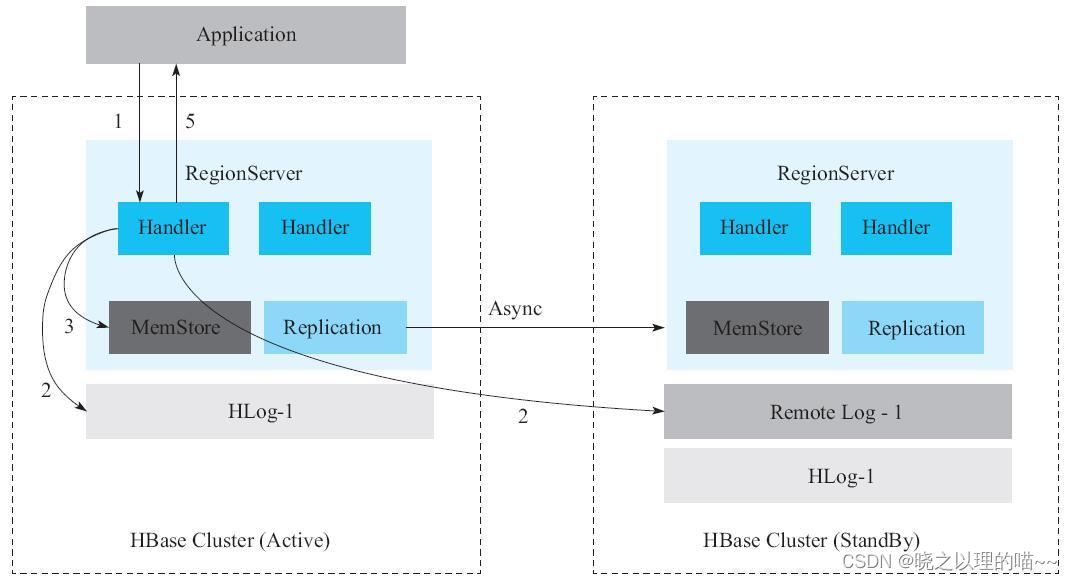 Application
1
5
RegionServer
RegionServer
Handler
Handler
Handler
Handler
Async
3
MemStore
Replication
MemStore
Replication
2
HLog-1
2
Remote Log - 1
HLog-1
HBase Cluster (Active)
HBase Cluster (StandBy)
CSDN @晓之以理的喵~~